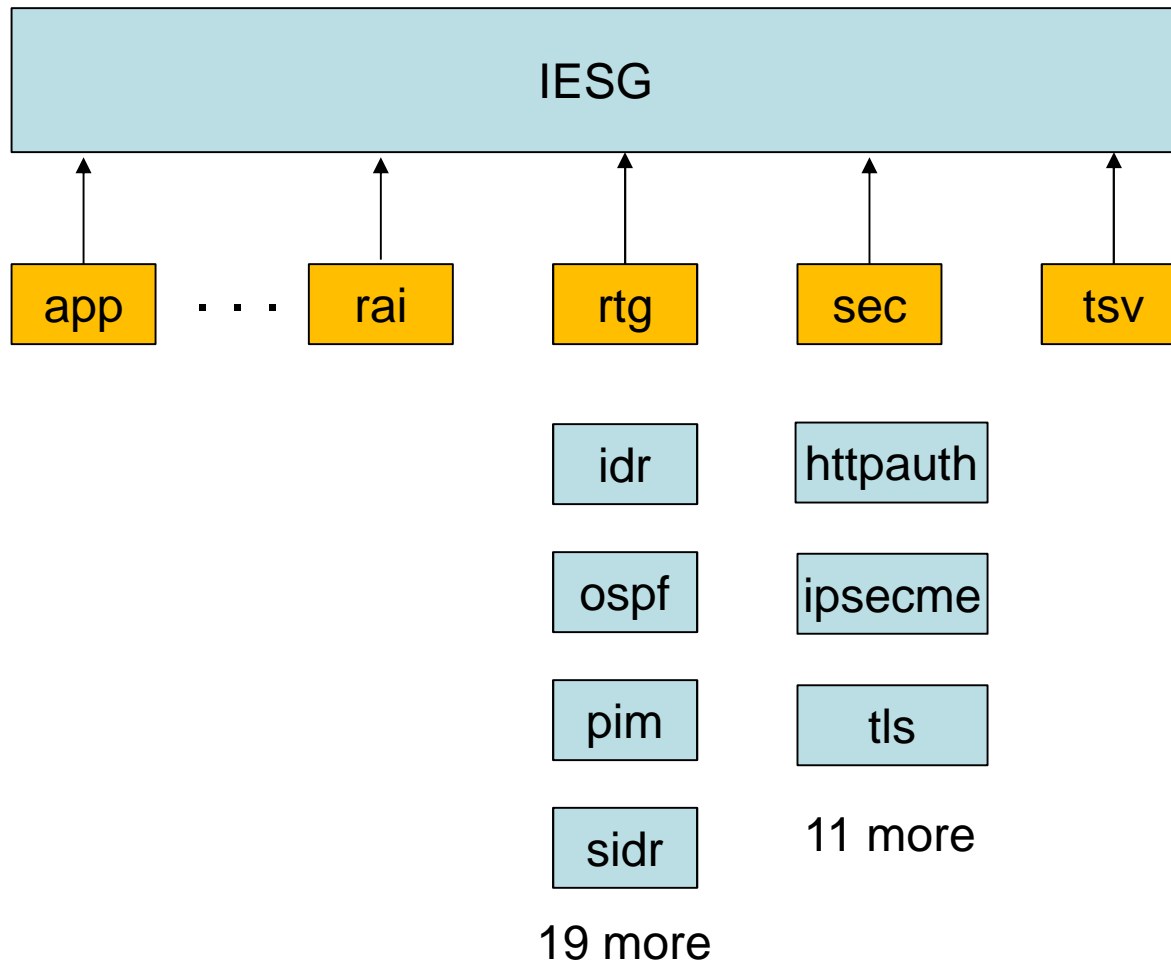 IESG
app . . . rai rtg sec tsv
idr httpauth
ospf ipsecme
pim tls
sidr 11 more
19 more